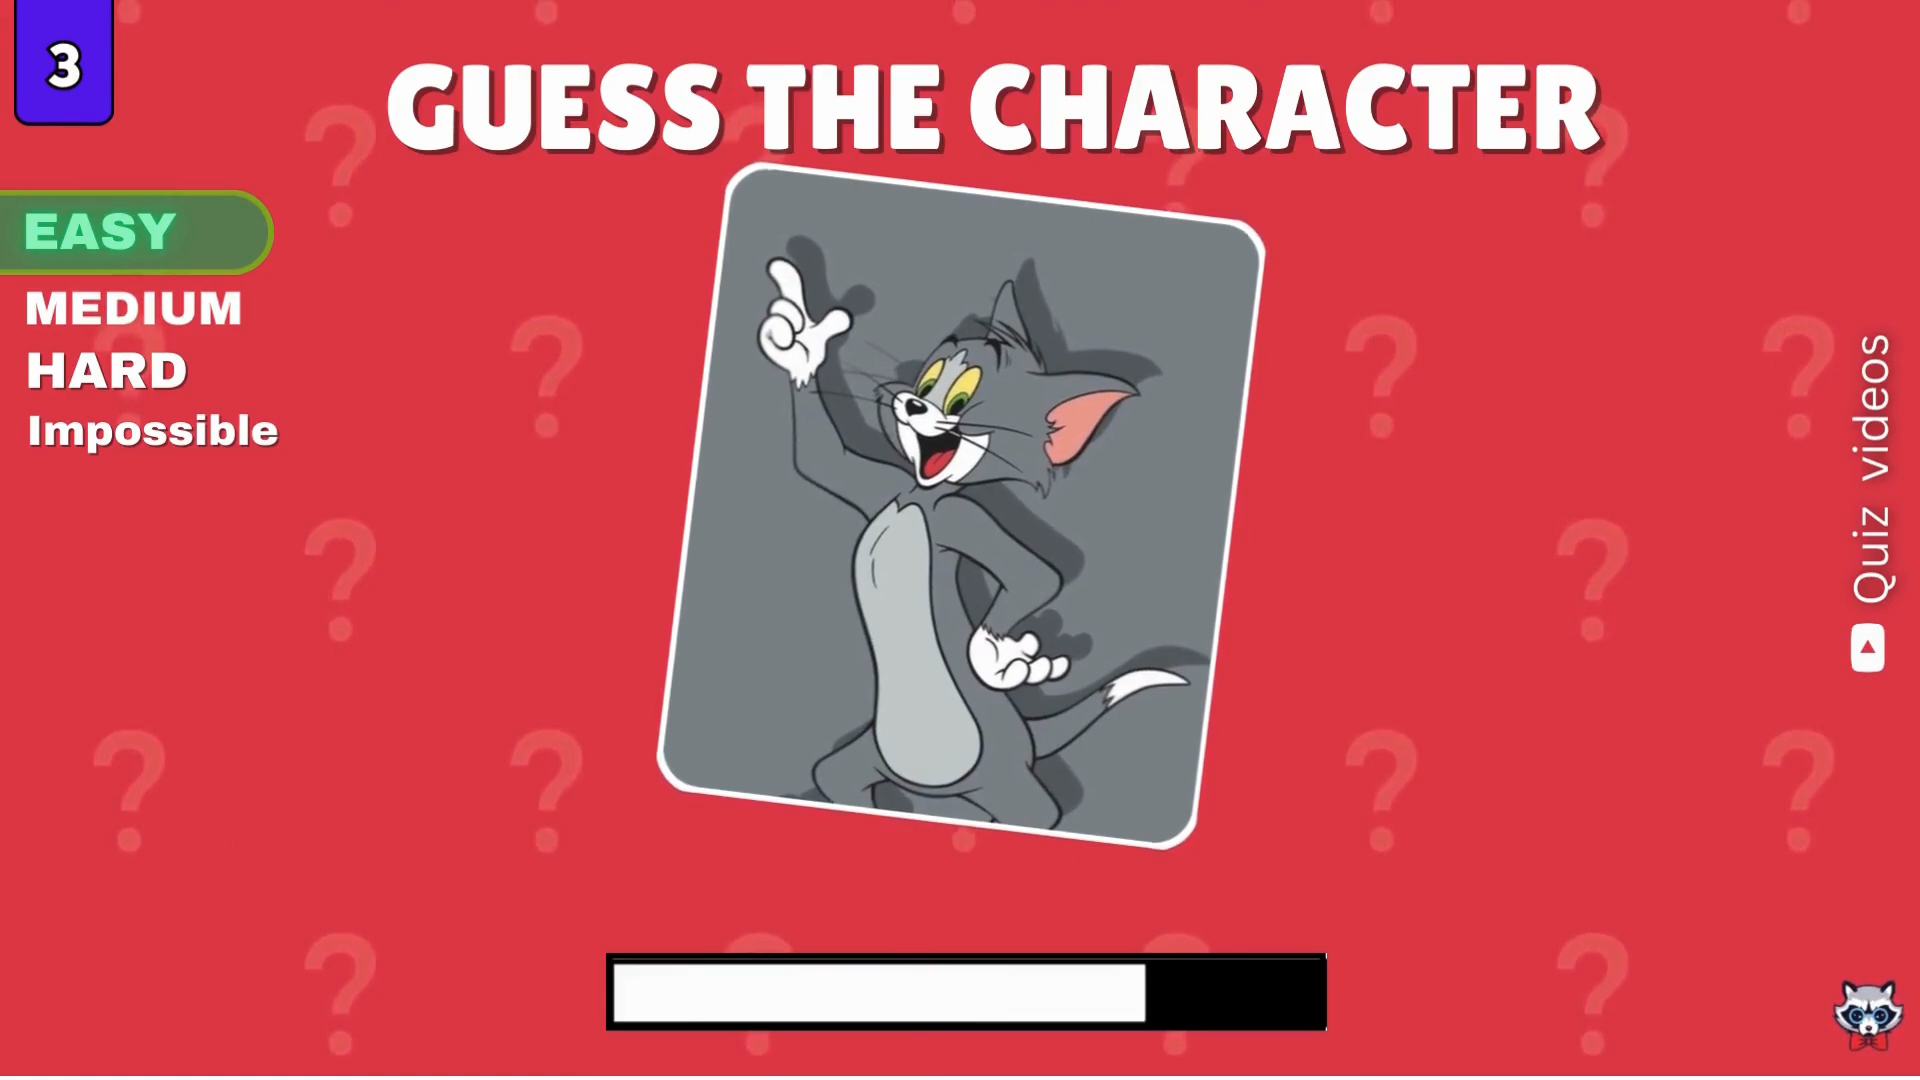 3
GUESS THE CHARACTER
EASY
MEDIUM
HARD
Impossible
Quiz videos